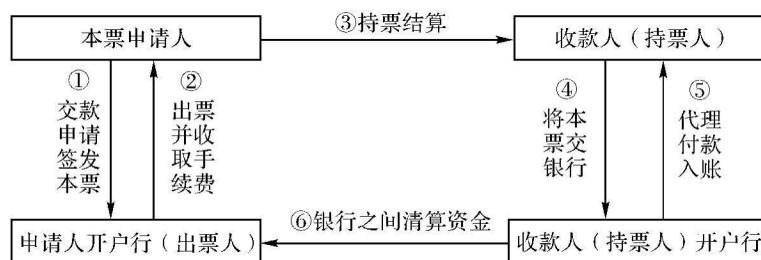 本票申请人
③持票结算
收款人（持票人）
①
交款
申请
签发
本票
②
出票
并收
取手
续费
④
将本
票交
银行
⑤
代理
付款
入账
申请人开户行（出票人）
⑥银行之间清算资金
收款人（持票人）开户行